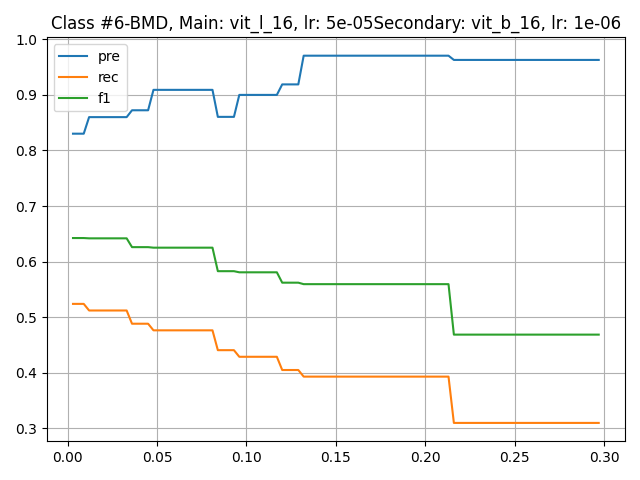 Class #6-BMD, Main: vit_l_16, lr: 5e-05Secondary: vit_b_16, lr: 1e-06
pre
rec
f1
1.0
0.9
0.8
0.7
0.6
0.5
0.4
0.3
0.00 0.05 0.10 0.15 0.20 0.25 0.30